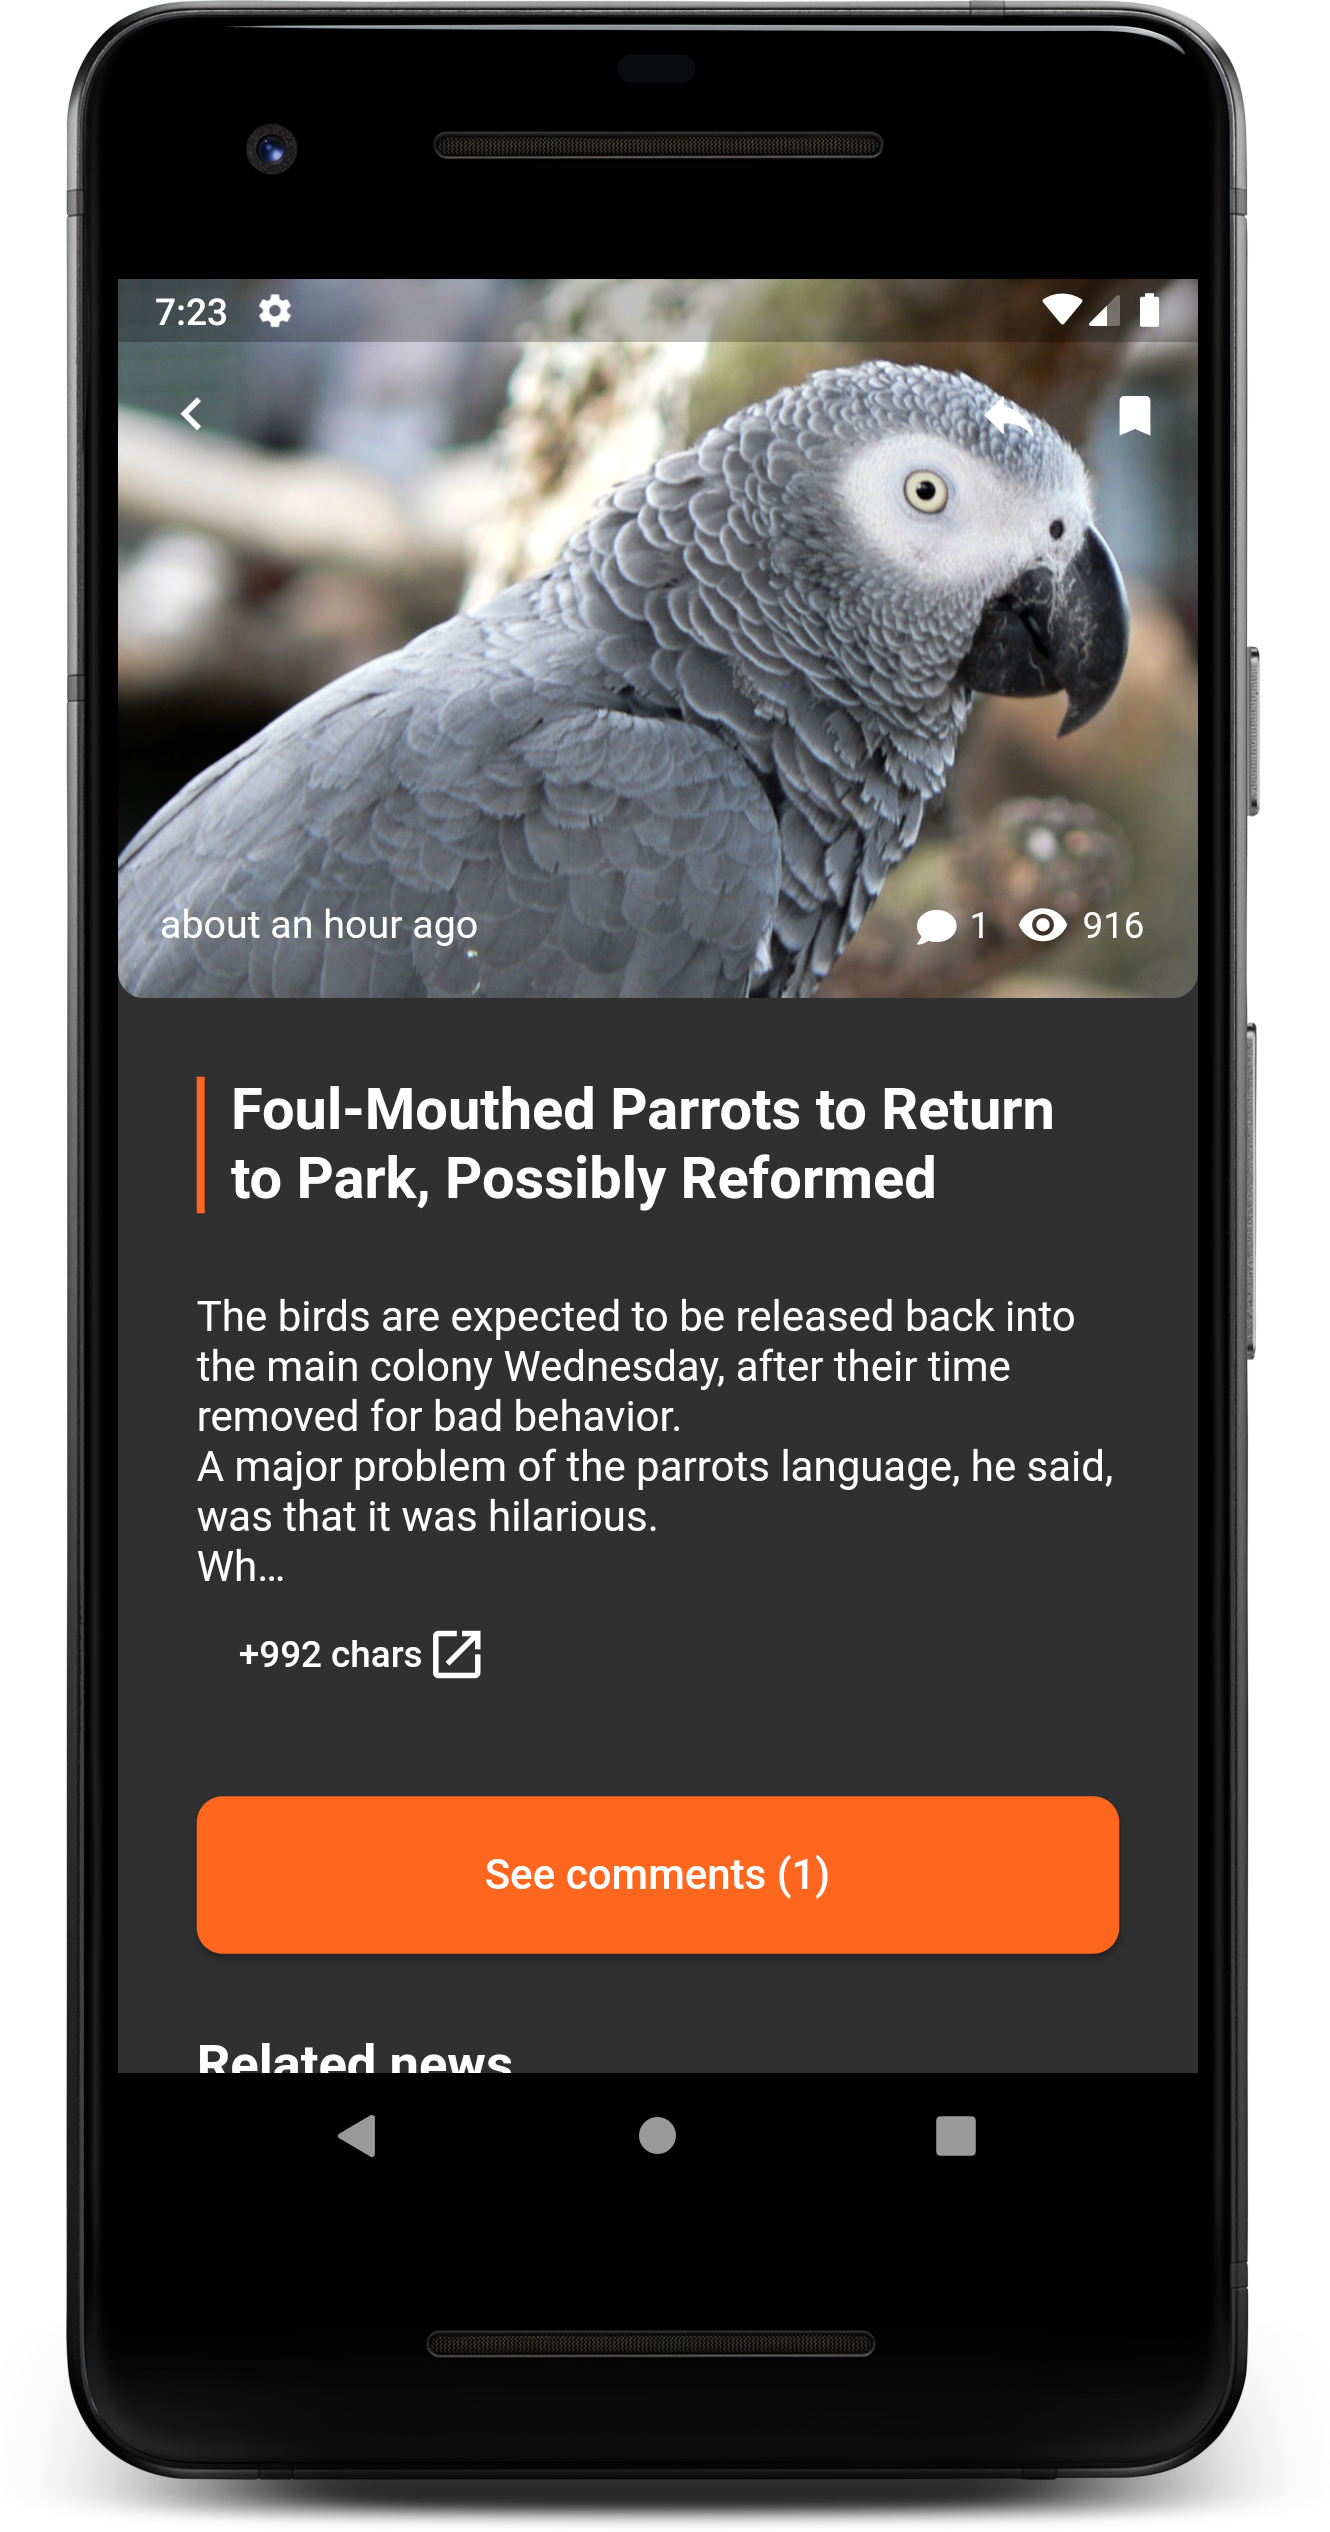 7:23
about an hour ago
1 916
Foul-Mouthed Parrots to Return
to Park, Possibly Reformed
The birds are expected to be released back into
the main colony Wednesday, after their time
removed for bad behavior.
A major problem of the parrots language, he said,
was that it was hilarious.
Wh…
+992 chars
See comments (1)
Related news